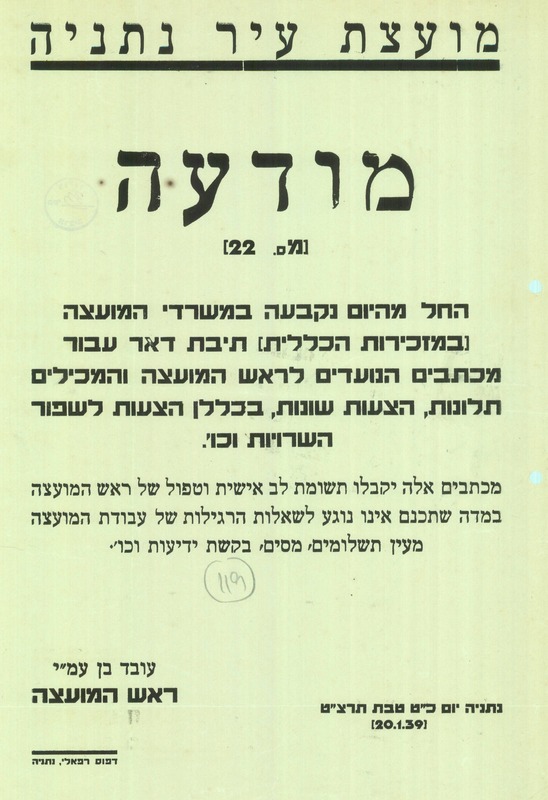 מועצת עיר נתניה
מודעה
[מס. 22]
החל מהיום נקבעה במשרדי המועצה
[במזכירות הכללית] תיבת דאר עבור
מכתבים הנועדים לראש המועצה והמכילים
תלונות, הצעות שונות, בכללן הצעות לשפור
השרויות וכו'.
מכתבים אלה יקבלו תשומת לב אישית וטפול של ראש המועצה
במדה שתכנם אינו נוגע לשאלות הרגילות של עבודת המועצה
מעין תשלומים, מסים, בקשת ידיעות וכו'.
119
עובד בן עמ"י
ראש המועצה
נתניה יום כ"ט טבת תרצ"ט
[20.1.39]
דפוס רפאלי, נתניה